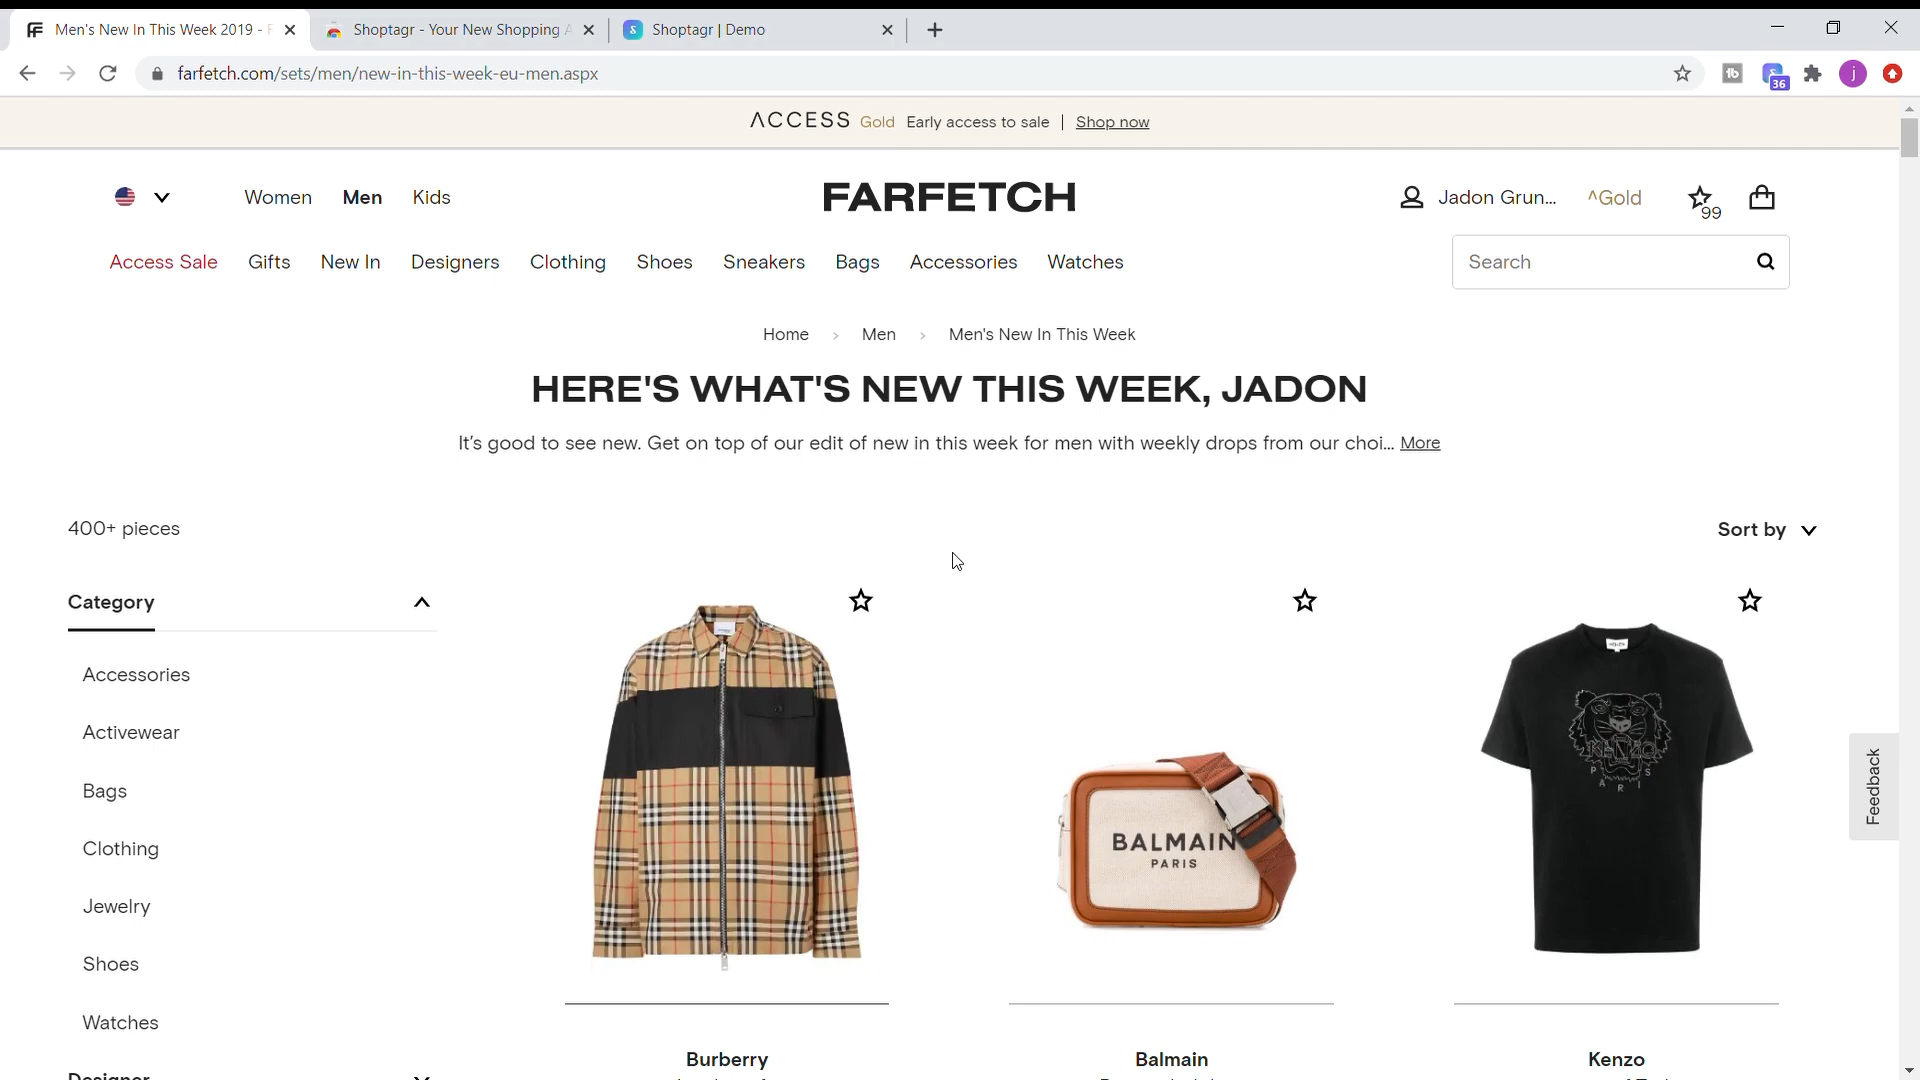 Men's New In This Week 2019 -
Shoptagr - Your New Shopping
Shoptagr | Demo
farfetch.com/sets/men/new-in-this-week-eu-men.aspx
tb
36
j
ACCESS Gold Early access to sale | Shop now
Women Men Kids
FARFETCH
Jadon Grun... ^Gold 99
Access Sale Gifts New In Designers Clothing Shoes Sneakers Bags Accessories Watches
Search
Home > Men > Men's New In This Week
HERE'S WHAT'S NEW THIS WEEK, JADON
It's good to see new. Get on top of our edit of new in this week for men with weekly drops from our choi... More
400+ pieces
Sort by
Category
Accessories
Activewear
Bags
Clothing
Jewelry
Shoes
Watches
Designer
BALMAIN
PARIS
KENZO
PARIS
Feedback
Burberry
Balmain
Kenzo